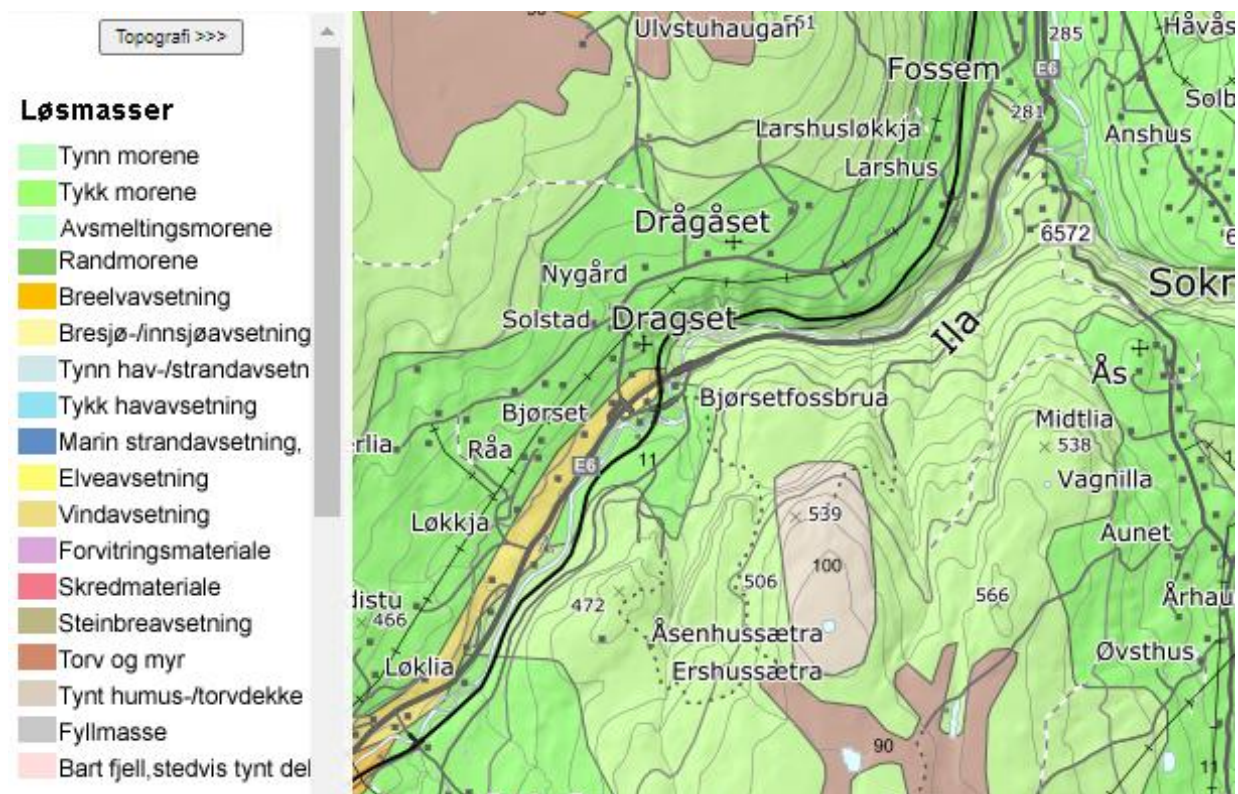 Topografi >>>
Løsmasser
Tynn morene
Tykk morene
Avsmeltingsmorene
Randmorene
Breelvavsetning
Bresjø-/innsjøavsetning
Tynn hav-/strandavsetn
Tykk havavsetning
Marin strandavsetning,
Elveavsetning
Vindavsetning
Forvitringsmateriale
Skredmateriale
Steinbreavsetning
Torv og myr
Tynt humus-/torvdekke
Fyllmasse
Bart fjell,stedvis tynt del
Ulvstuhaugan
561
285
Håvås
Fossem
E6
281
Solb
Larshusløkkja
Anshus
Larshus
Drågåset
6572
6
Nygård
Sokn
Solstad
Dragset
Ila
Ås
Bjørset
Bjørsetfossbrua
Midtlia
538
erlia
Råa
11
E6
Vagnilla
Løkkja
539
Aunet
100
distu
466
472
506
566
Århau
Åsenhussætra
Løklia
Ershussætra
Øvsthus
90
11